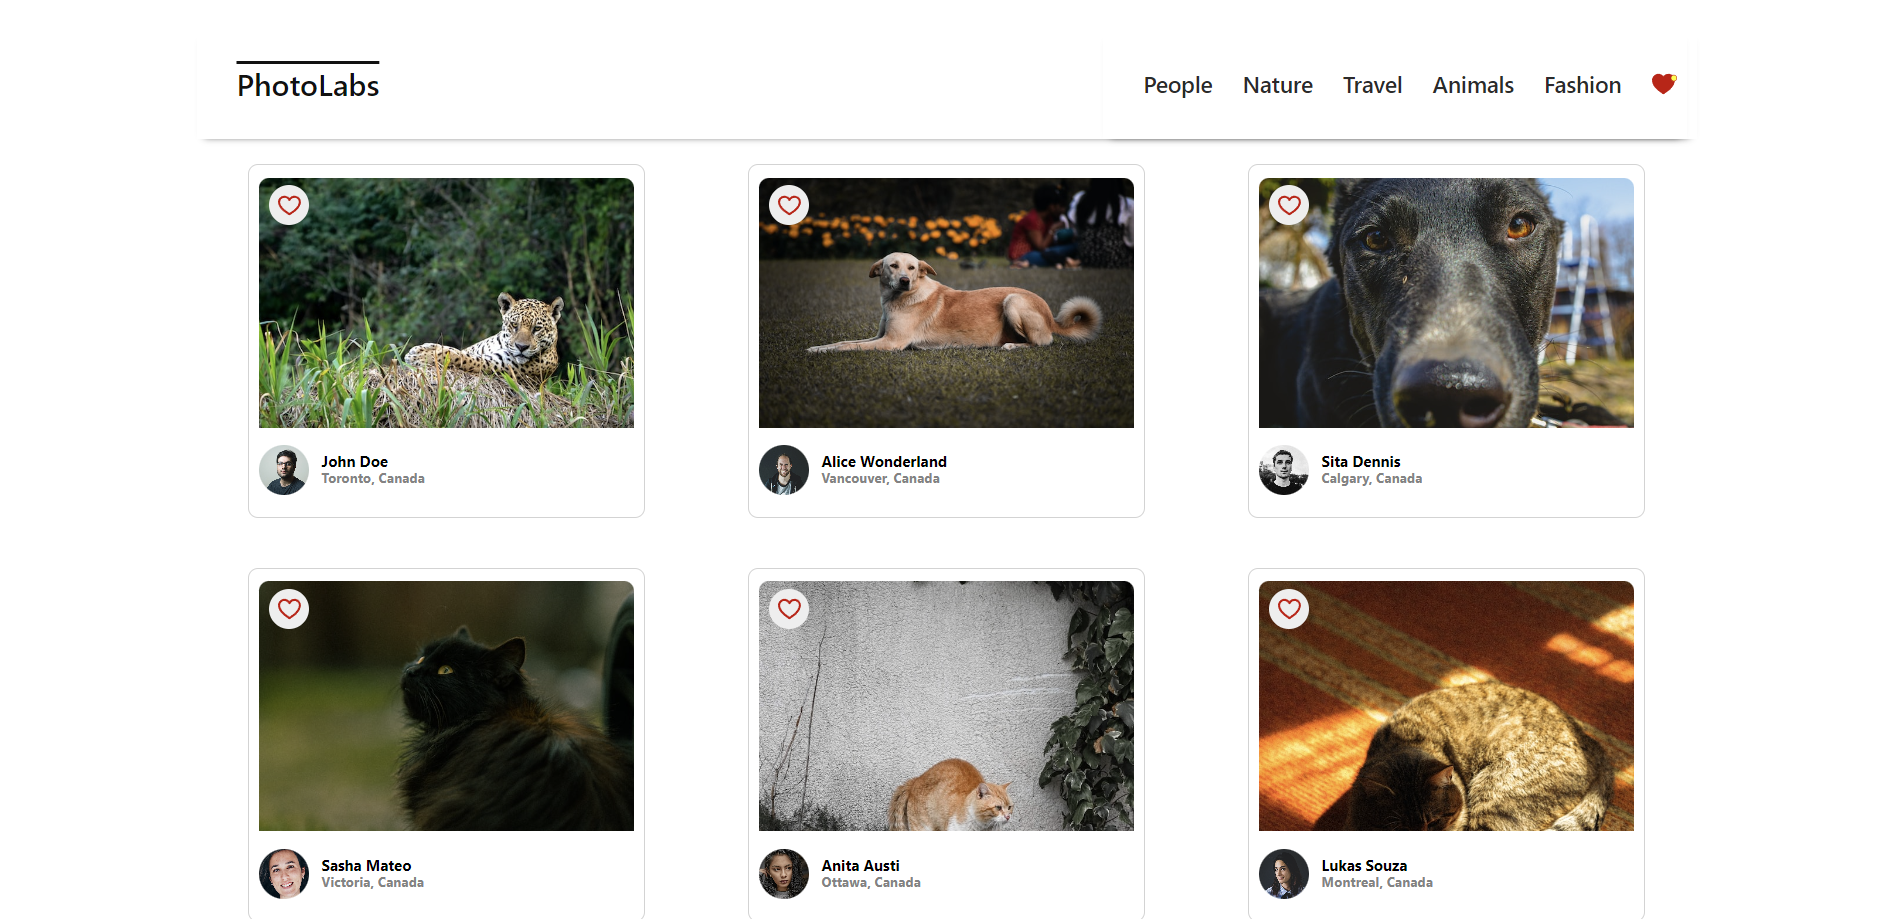 PhotoLabs
People Nature Travel Animals Fashion
John Doe
Toronto, Canada
Alice Wonderland
Vancouver, Canada
Sita Dennis
Calgary, Canada
Sasha Mateo
Victoria, Canada
Anita Austi
Ottawa, Canada
Lukas Souza
Montreal, Canada